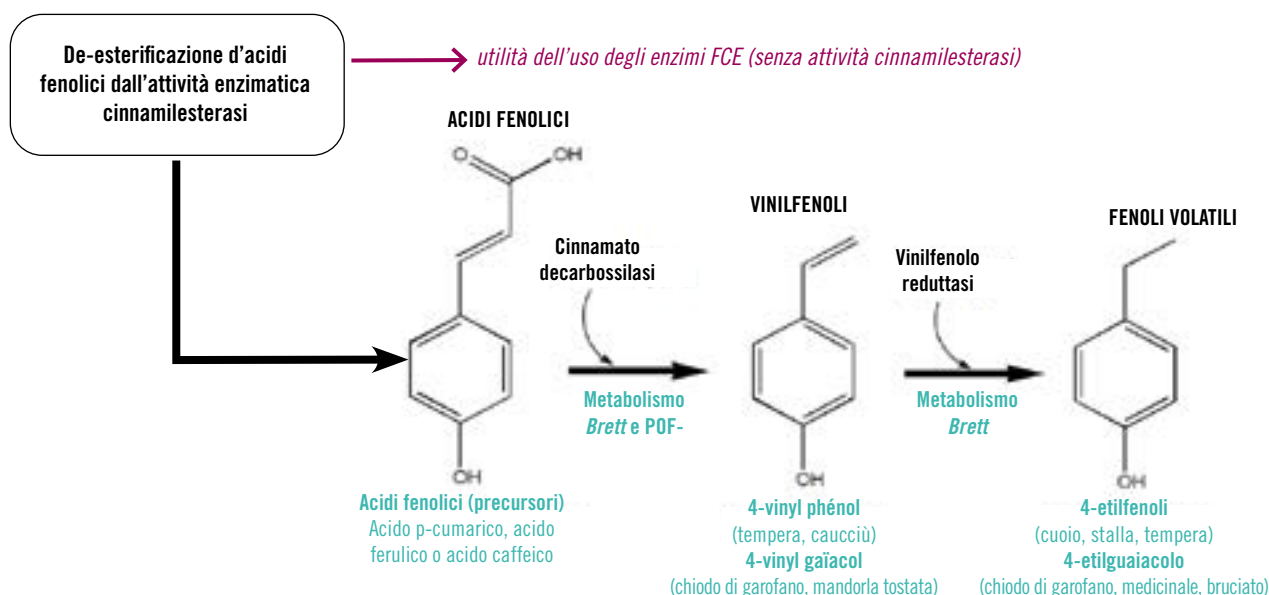 De-esterificazione d'acidi
fenolici dall'attività enzimatica
cinnamilesterasi
utilità dell'uso degli enzimi FCE (senza attività cinnamilesterasi)
ACIDI FENOLICI
O
OH
VINILFENOLI
FENOLI VOLATILI
Cinnamato
decarbossilasi
Vinilfenolo
reduttasi
Metabolismo
Brett e POF-
Metabolismo
Brett
OH
OH
OH
Acidi fenolici (precursori)
Acido p-cumarico, acido
ferulico o acido caffeico
4-vinyl phénol
(tempera, caucciù)
4-vinyl gaïacol
(chiodo di garofano, mandorla tostata)
4-etilfenoli
(cuoio, stalla, tempera)
4-etilguaiacolo
(chiodo di garofano, medicinale, bruciato)